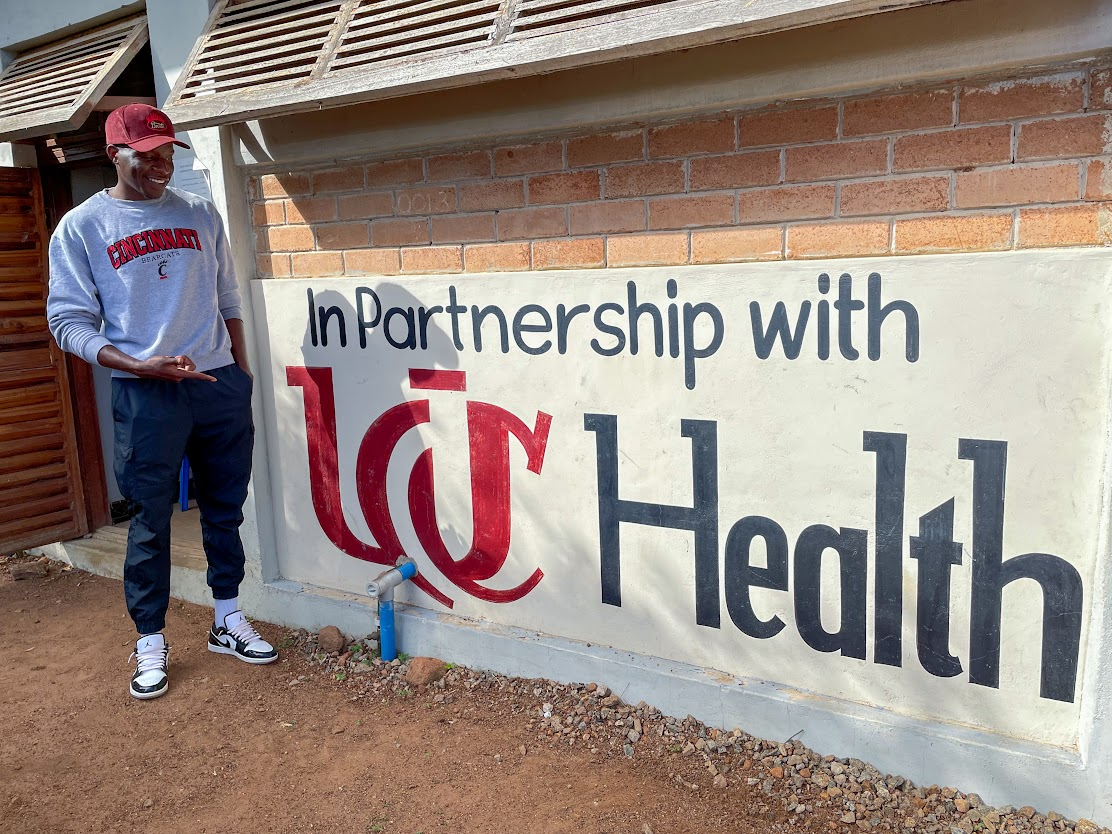 CINCINNATI
BEARCATS
C
0013
In Partnership with
UC Health